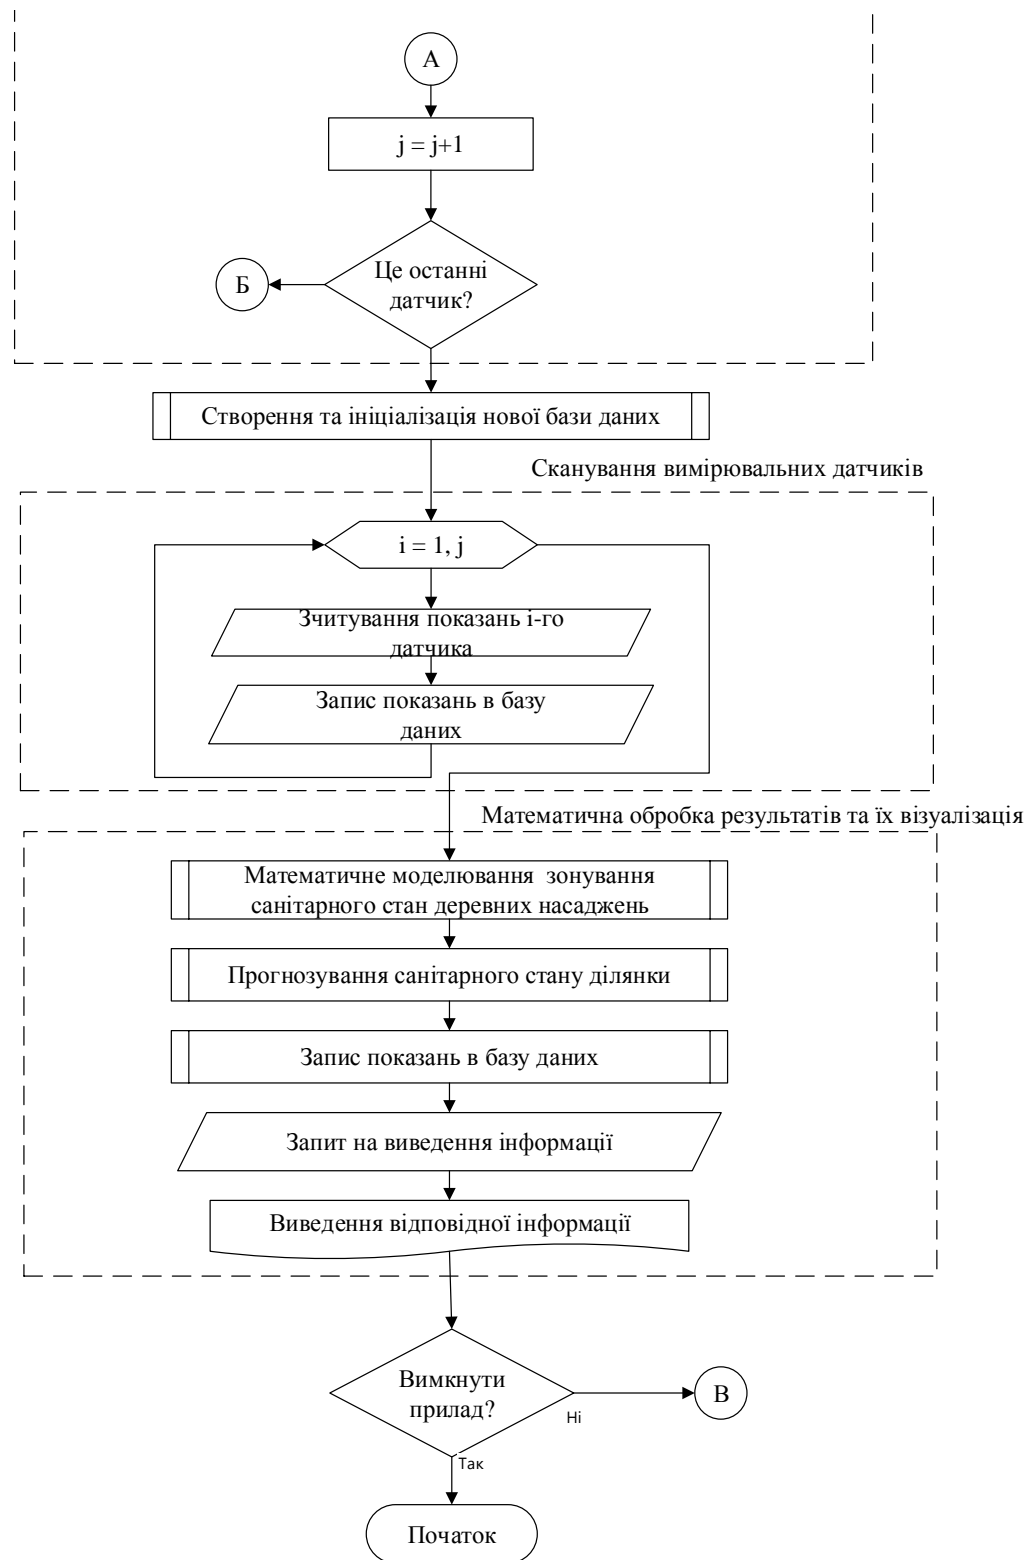 А
j = j+1
Це останні
датчик?
Б
Створення та ініціалізація нової бази даних
Сканування вимірювальних датчиків
i = 1, j
Зчитування показань і-го
датчика
Запис показань в базу
даних
Математична обробка результатів та їх візуалізація
Математичне моделювання зонування
санітарного стан деревних насаджень
Прогнозування санітарного стану ділянки
Запис показань в базу даних
Запит на виведення інформації
Виведення відповідної інформації
Вимкнути
прилад?
В
Ні
Так
Початок